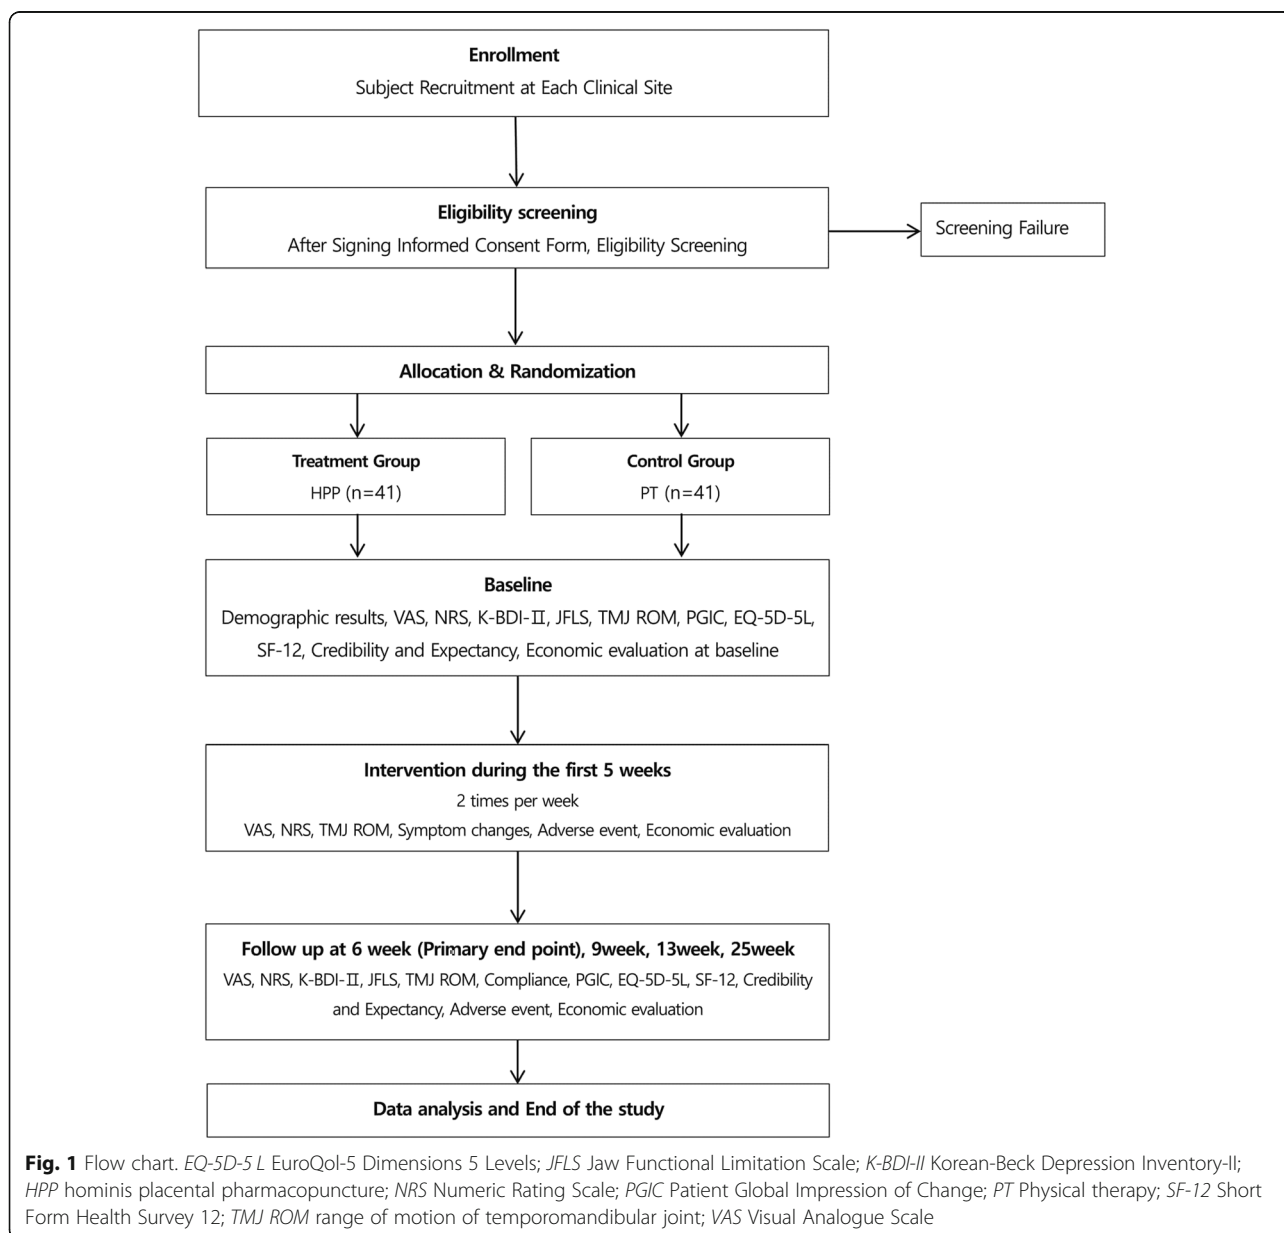 Enrollment
Subject Recruitment at Each Clinical Site
Eligibility screening
After Signing Informed Consent Form, Eligibility Screening
Screening Failure
Allocation & Randomization
Treatment Group
HPP (n=41)
Control Group
PT (n=41)
Baseline
Demographic results, VAS, NRS, K-BDI-Ⅱ, JFLS, TMJ ROM, PGIC, EQ-5D-5L,
SF-12, Credibility and Expectancy, Economic evaluation at baseline
Intervention during the first 5 weeks
2 times per week
VAS, NRS, TMJ ROM, Symptom changes, Adverse event, Economic evaluation
Follow up at 6 week (Primary end point), 9week, 13week, 25week
VAS, NRS, K-BDI-Ⅱ, JFLS, TMJ ROM, Compliance, PGIC, EQ-5D-5L, SF-12, Credibility
and Expectancy, Adverse event, Economic evaluation
Data analysis and End of the study
Fig. 1 Flow chart. EQ-5D-5 L EuroQol-5 Dimensions 5 Levels; JFLS Jaw Functional Limitation Scale; K-BDI-II Korean-Beck Depression Inventory-II;
HPP hominis placental pharmacopuncture; NRS Numeric Rating Scale; PGIC Patient Global Impression of Change; PT Physical therapy; SF-12 Short
Form Health Survey 12; TMJ ROM range of motion of temporomandibular joint; VAS Visual Analogue Scale